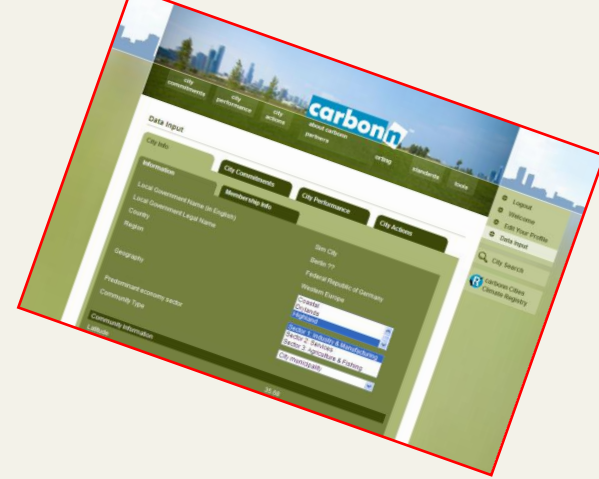 city commitments
city performance
city actions
about carbonn
partners
orting
standards
tools
carbonn
Logout
Welcome
Edit Your Profile
Data Input
City Search
carbonn Cities
Climate Registry
Data Input
City Info
City Commitments
City Performance
City Actions
Information
Membership Info
Local Government Name (in English)
Sim City
Local Government Legal Name
Berlin ??
Country
Federal Republic of Germany
Region
Western Europe
Geography
Coastal
Drylands
Highland
Predominant economy sector
Sector 1: Industry & Manufacturing
Sector 2: Services
Sector 3: Agriculture & Fishing
Community Type
City municipality
Community Information
Latitude